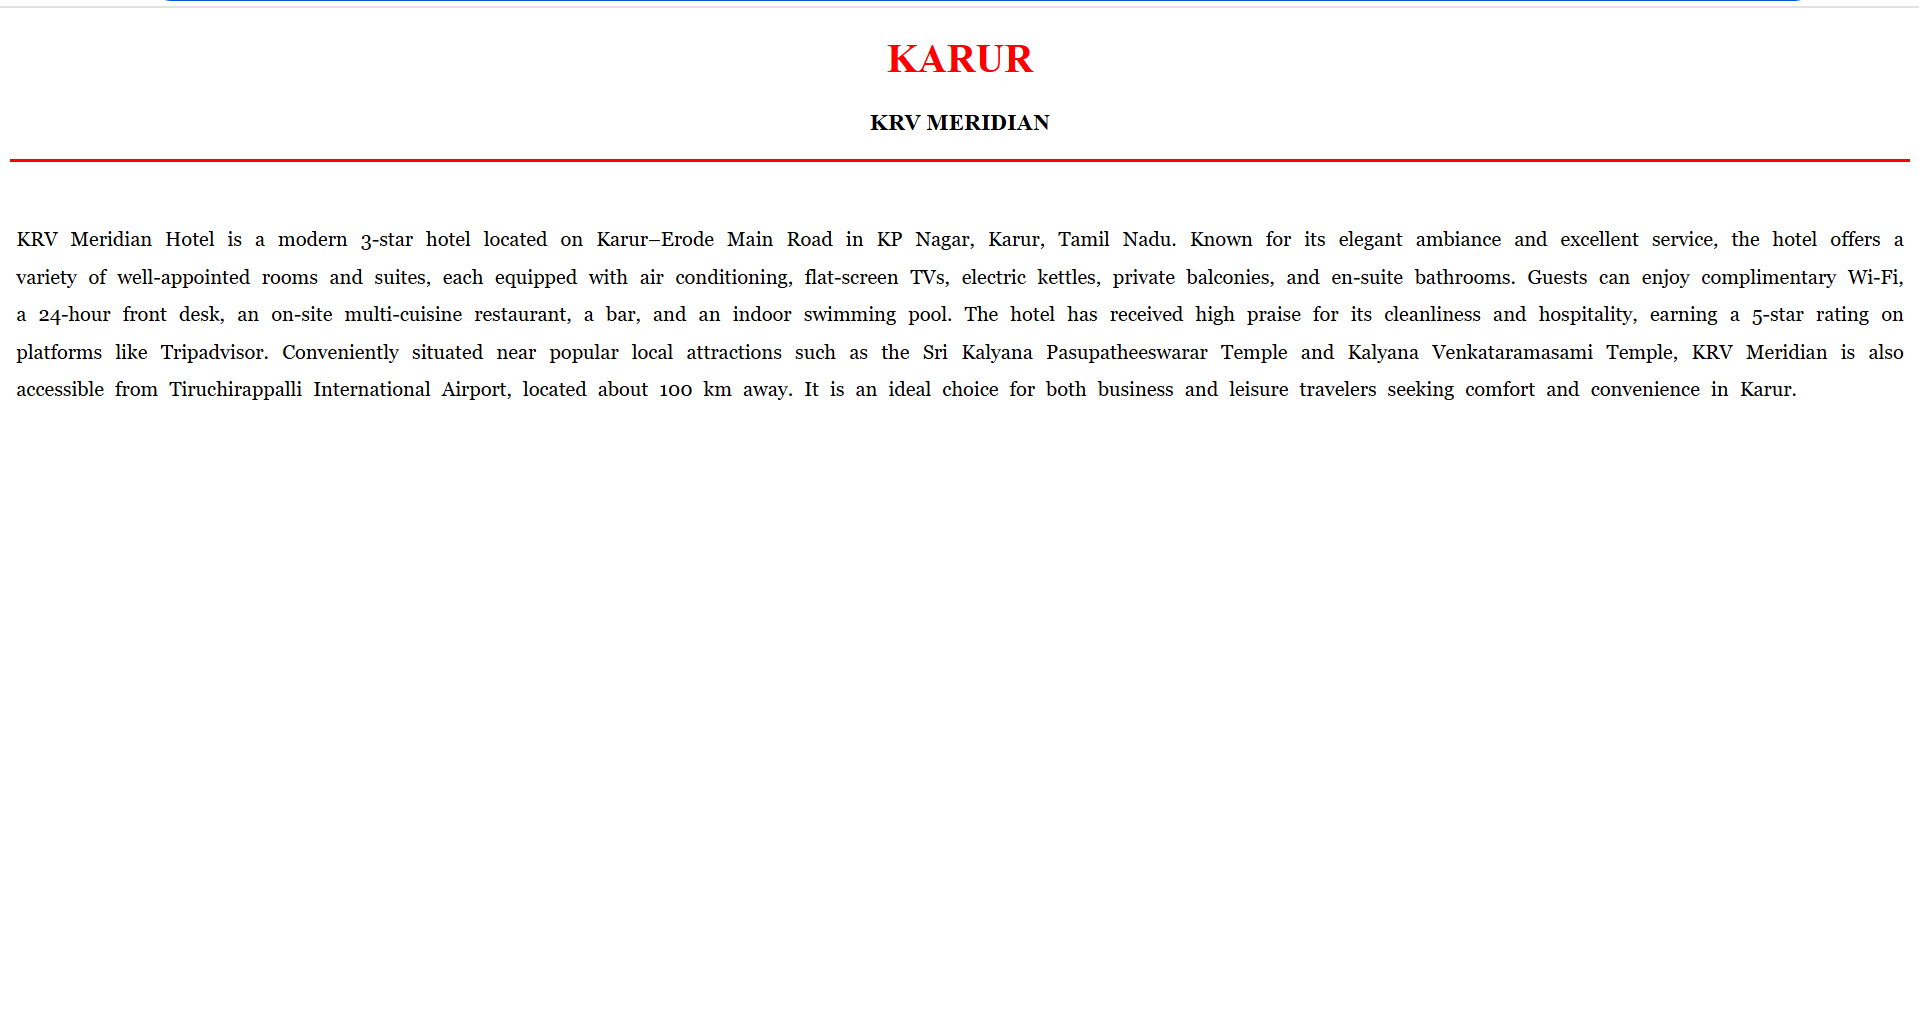 KARUR
KRV MERIDIAN
KRV Meridian Hotel is a modern 3-star hotel located on Karur–Erode Main Road in KP Nagar, Karur, Tamil Nadu. Known for its elegant ambiance and excellent service, the hotel offers a
variety of well-appointed rooms and suites, each equipped with air conditioning, flat-screen TVs, electric kettles, private balconies, and en-suite bathrooms. Guests can enjoy complimentary Wi-Fi,
a 24-hour front desk, an on-site multi-cuisine restaurant, a bar, and an indoor swimming pool. The hotel has received high praise for its cleanliness and hospitality, earning a 5-star rating on
platforms like Tripadvisor. Conveniently situated near popular local attractions such as the Sri Kalyana Pasupatheeswarar Temple and Kalyana Venkataramasami Temple, KRV Meridian is also
accessible from Tiruchirappalli International Airport, located about 100 km away. It is an ideal choice for both business and leisure travelers seeking comfort and convenience in Karur.